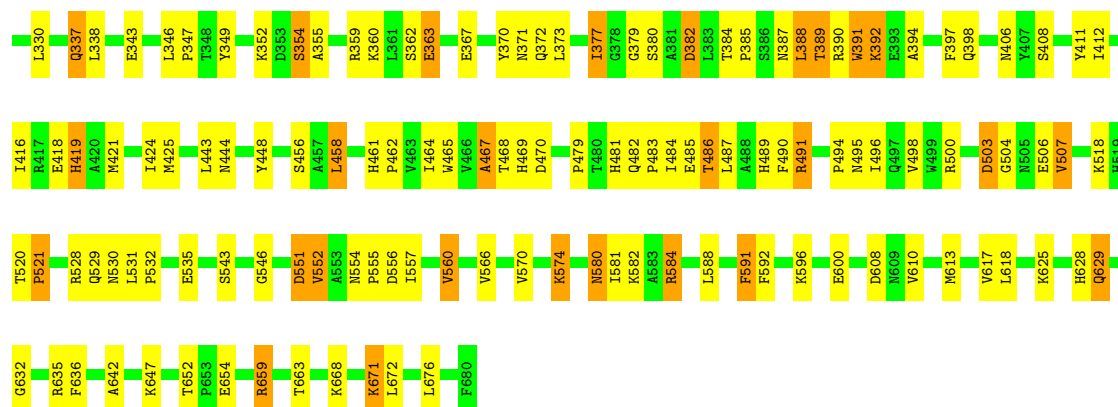 L330 Q337 L338 E343 L346 P347 T348 Y349 K352 D353 S354 A355 R359 K360 L361 S362 E363 E367 Y370 N371 Q372 L373 I377 G378 G379 S380 A381 D382 L383 T384 P385 S386 N387 L388 T389 R390 W391 K392 E393 A394 F397 Q398 N406 Y407 S408 Y411 I412
I416 R417 E418 H419 A420 M421 I424 M425 L443 N444 Y448 S456 A457 L458 H461 P462 V463 I464 W465 V466 A467 T468 H469 D470 P479 T480 H481 Q482 P483 I484 E485 T486 L487 A488 H489 F490 R491 P494 N495 I496 Q497 V498 W499 R500 D503 G504 N505 E506 V507 K518 H519
T520 P521 R528 Q529 N530 L531 P532 E535 S543 G546 D551 V552 A553 N554 P555 D556 I557 V560 V566 V570 K574 N580 I581 K582 A583 R584 L588 F591 F592 K596 E600 D608 N609 V610 M613 V617 L618 K625 H628 Q629
G632 R635 F636 A642 K647 T652 P653 E654 R659 T663 K668 K671 L672 L676 F680